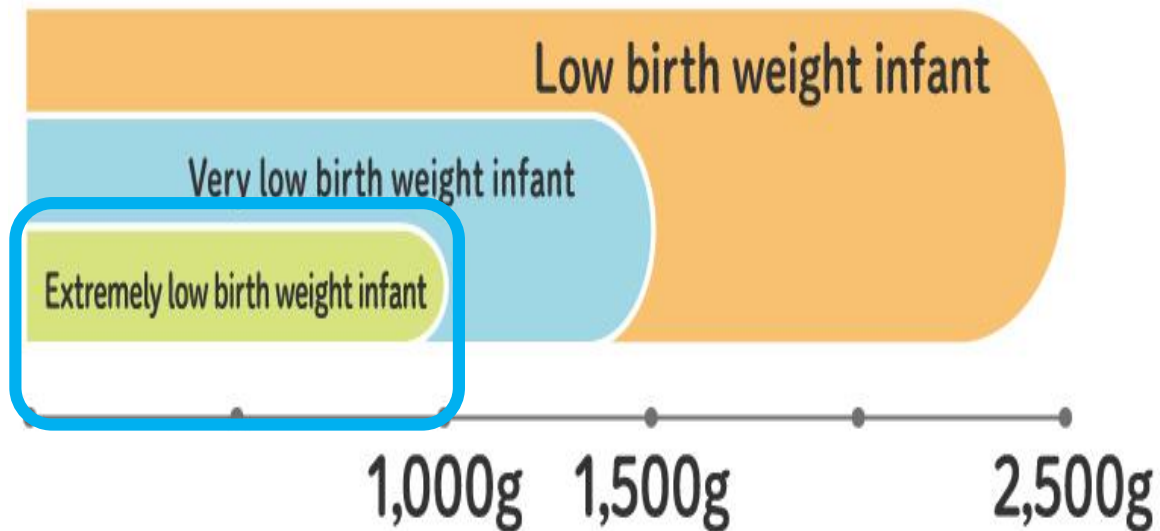 Low birth weight infant
Very low birth weight infant
Extremely low birth weight infant
1,000g 1,500g 2,500g